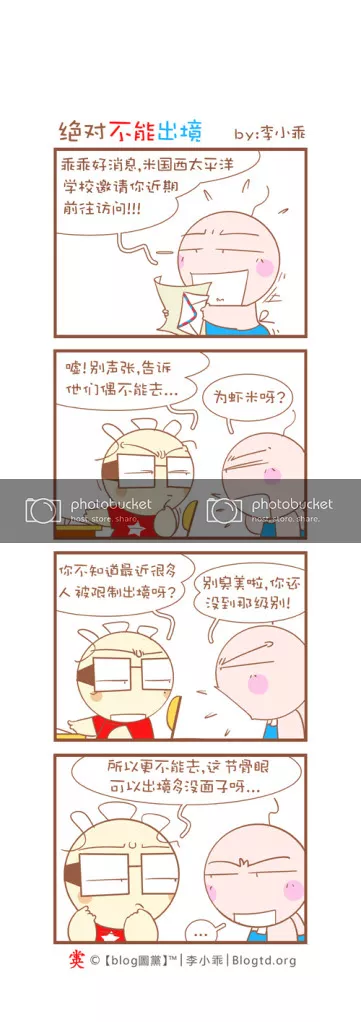 绝对不能出境 by:李小乖
乖乖好消息,米国西太平洋
学校邀请你近期
前往访问!!!
嘘!别声张,告诉
他们偶不能去...
为虾米呀?
photobucket
host. store. share.
photobucket
host. store. share.
你不知道最近很多
人被限制出境呀?
别臭美啦,你还
没到那级别!
所以更不能去,这节骨眼
可以出境多没面子呀...
...
©【blog圖黨】™|李小乖|Blogtd.org